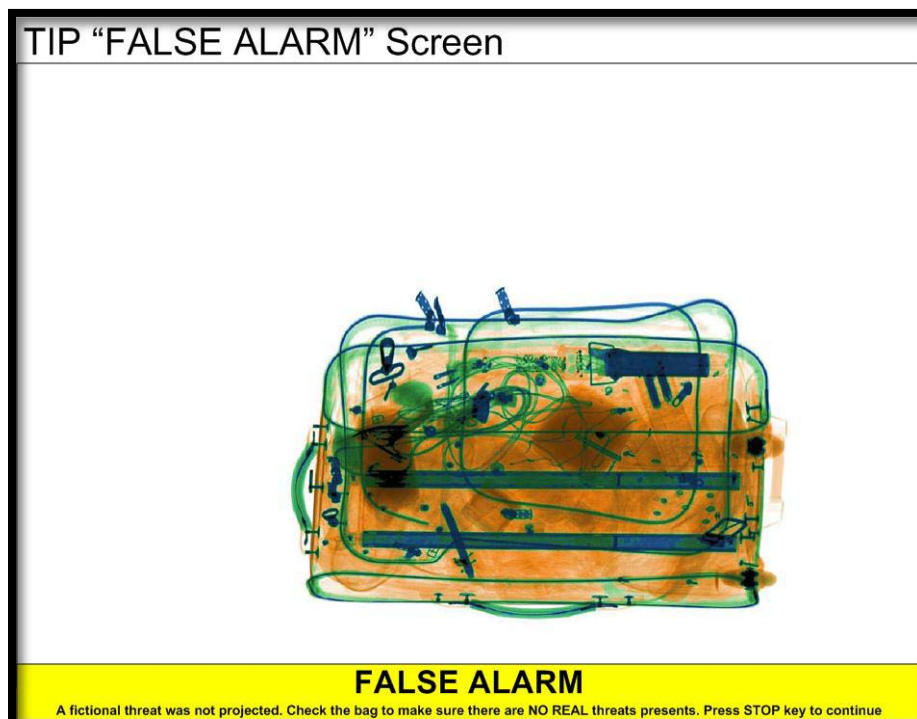 TIP “FALSE ALARM” Screen
FALSE ALARM
A fictional threat was not projected. Check the bag to make sure there are NO REAL threats presents. Press STOP key to continue